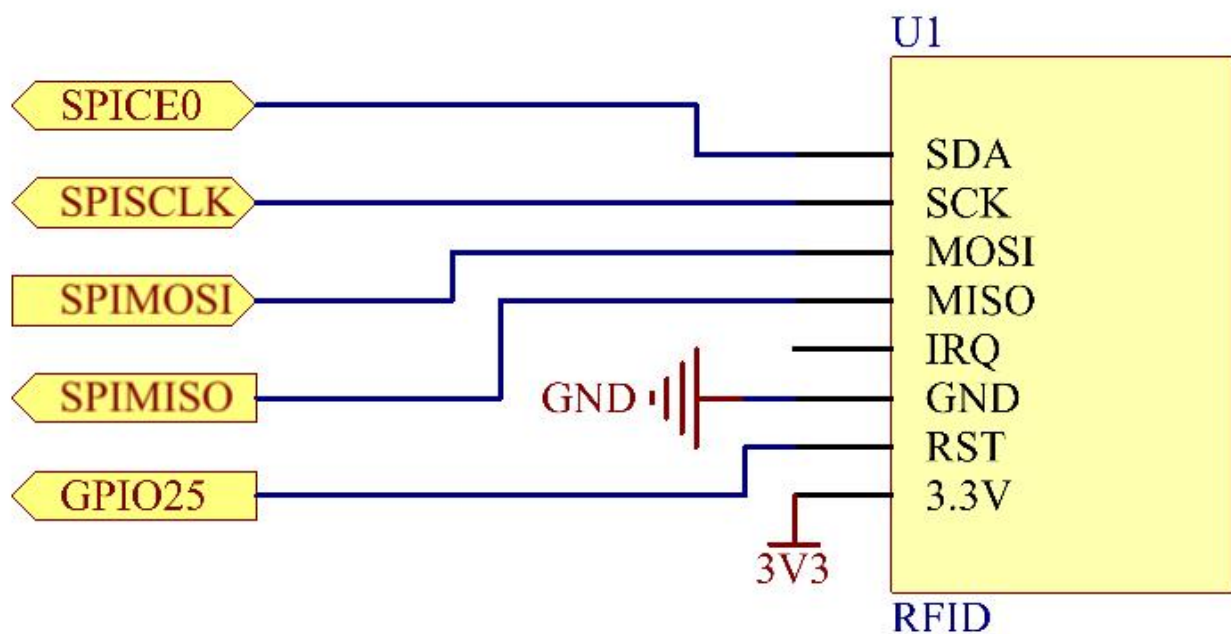 U1
SPICE0
SDA
SPISCLK
SCK
SPIMOSI
MOSI
SPIMISO
MISO
IRQ
GND
GND
GPIO25
RST
3.3V
3V3
RFID